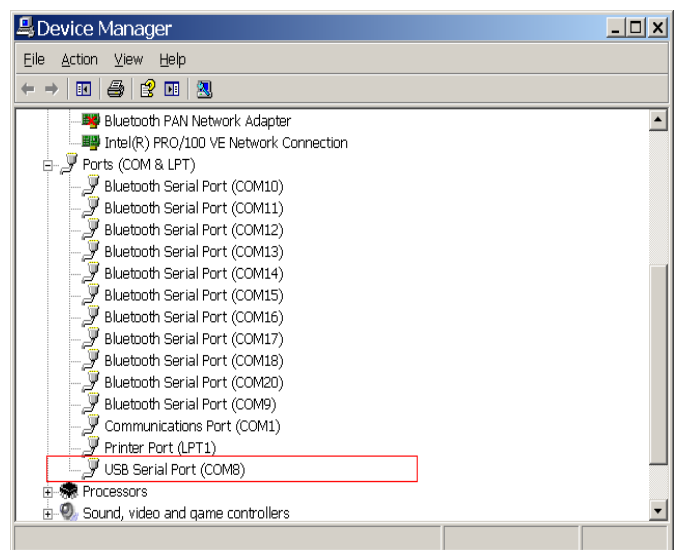 Device Manager
File Action View Help
Bluetooth PAN Network Adapter
Intel(R) PRO/100 VE Network Connection
Ports (COM & LPT)
Bluetooth Serial Port (COM10)
Bluetooth Serial Port (COM11)
Bluetooth Serial Port (COM12)
Bluetooth Serial Port (COM13)
Bluetooth Serial Port (COM14)
Bluetooth Serial Port (COM15)
Bluetooth Serial Port (COM16)
Bluetooth Serial Port (COM17)
Bluetooth Serial Port (COM18)
Bluetooth Serial Port (COM20)
Bluetooth Serial Port (COM9)
Communications Port (COM1)
Printer Port (LPT1)
USB Serial Port (COM8)
Processors
Sound, video and game controllers